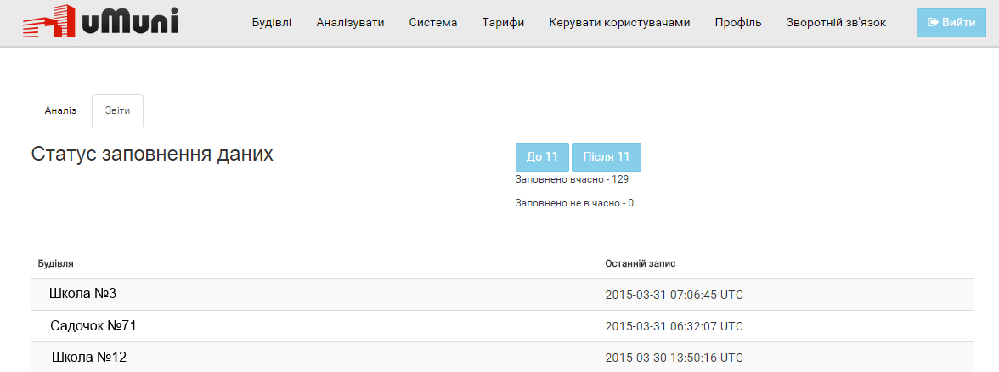 uMuni
Будівлі Аналізувати Система Тарифи Керувати користувачами Профіль Зворотній зв'язок Вийти
Аналіз Звіти
Статус заповнення даних
До 11 Після 11
Заповнено вчасно - 129
Заповнено не в часно - 0
Будівля Останній запис
Школа №3 2015-03-31 07:06:45 UTC
Садочок №71 2015-03-31 06:32:07 UTC
Школа №12 2015-03-30 13:50:16 UTC